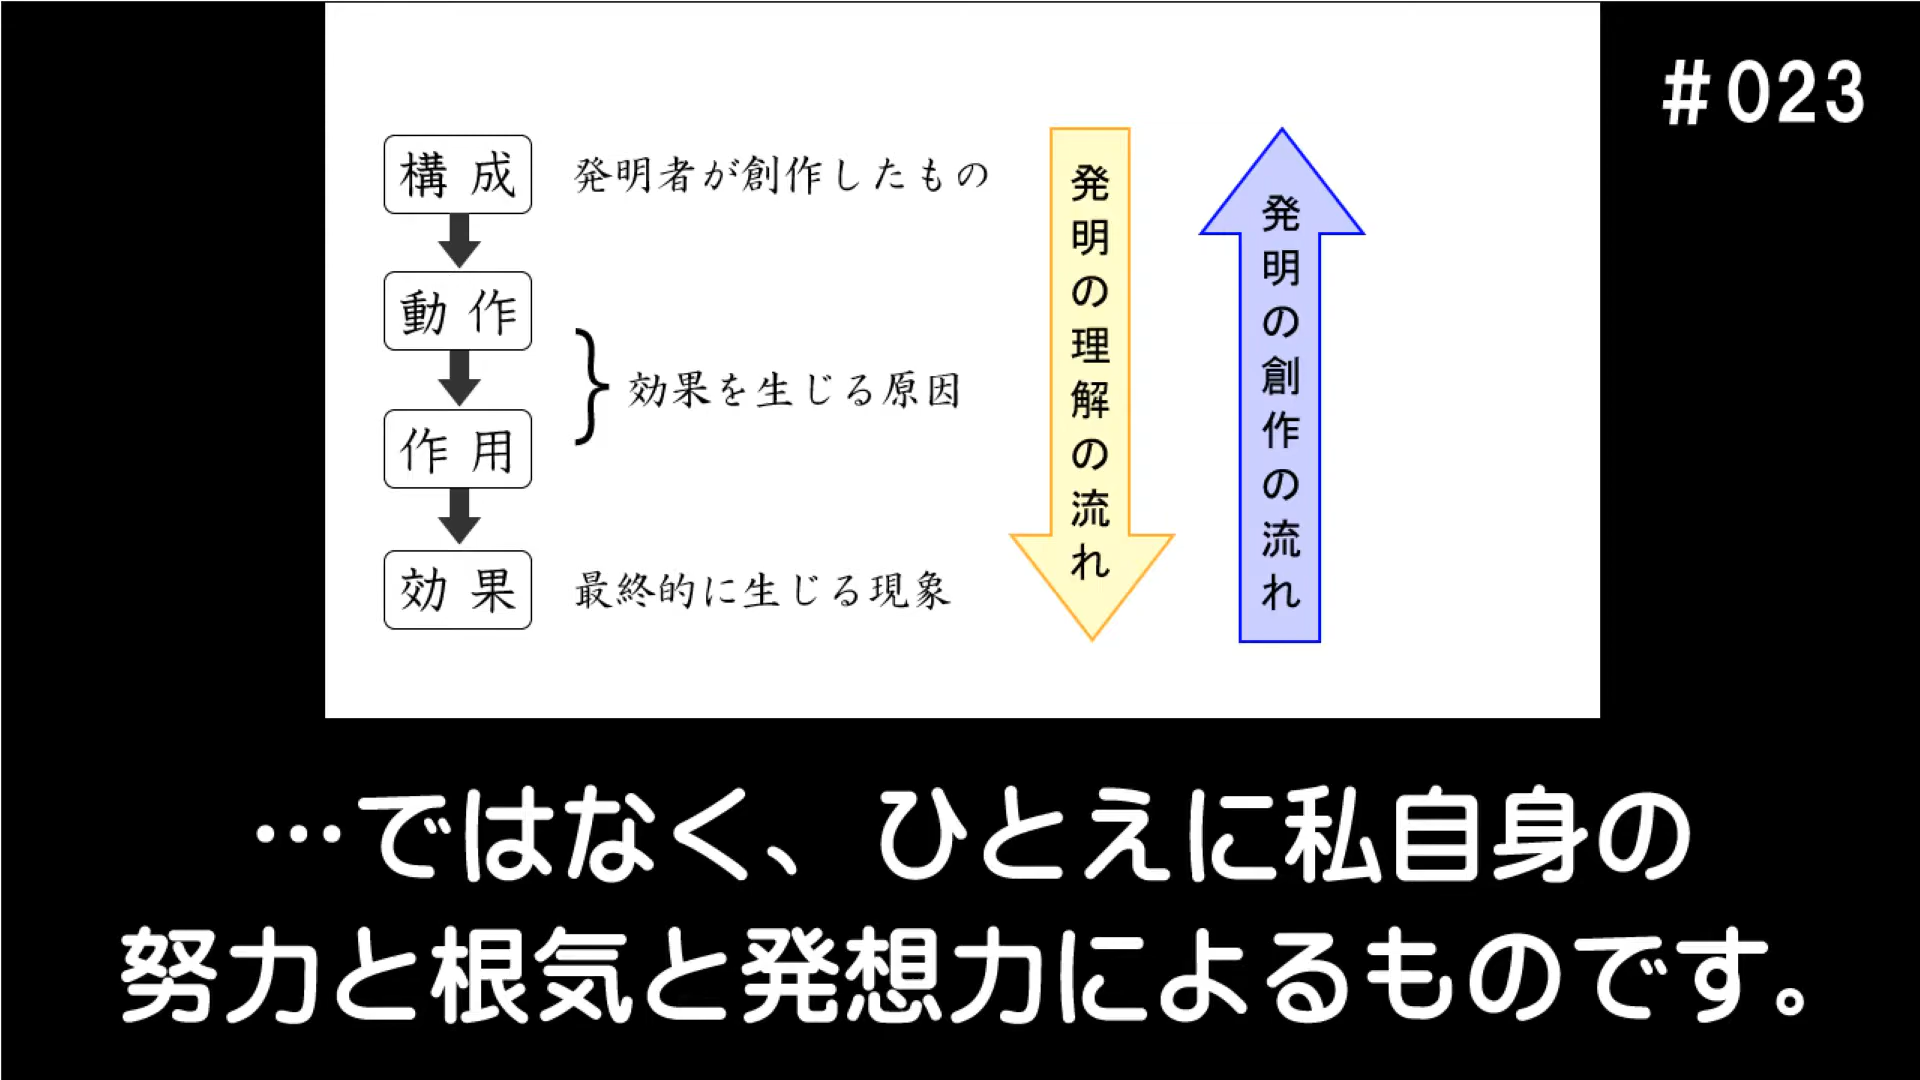 #023
構成
発明者が創作したもの
動作
作用
効果を生じる原因
効果
最終的に生じる現象
発明の理解の流れ
発明の創作の流れ
…ではなく、ひとえに私自身の
努力と根気と発想力によるものです。